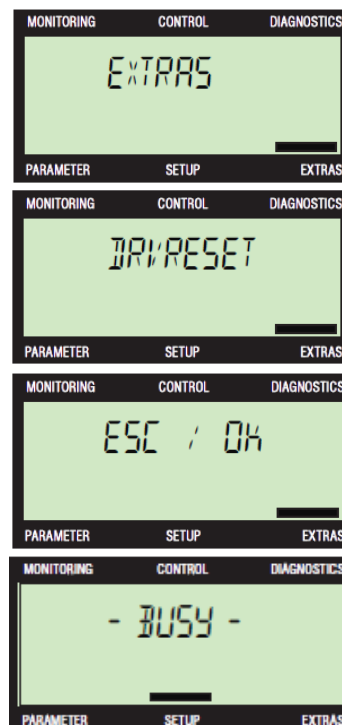 MONITORING CONTROL DIAGNOSTICS
EXTRAS
PARAMETER SETUP EXTRAS
MONITORING CONTROL DIAGNOSTICS
DRVRESET
PARAMETER SETUP EXTRAS
MONITORING CONTROL DIAGNOSTICS
ESC / OK
PARAMETER SETUP EXTRAS
MONITORING CONTROL DIAGNOSTICS
- BUSY -
PARAMETER SETUP EXTRAS